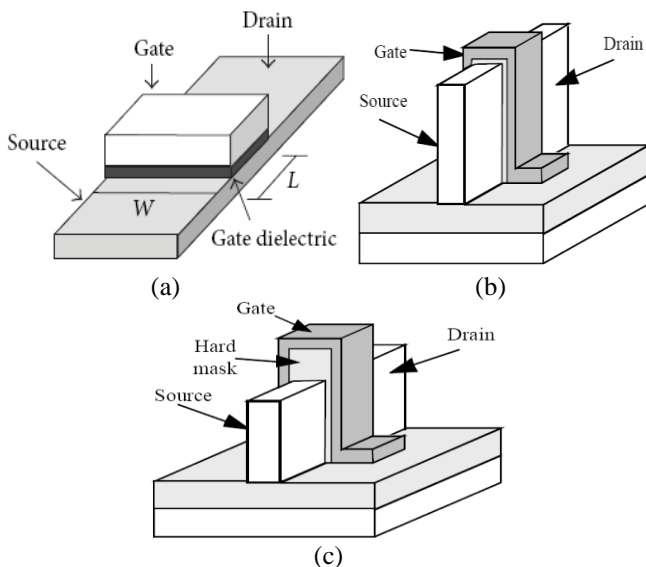 Drain
Gate
Source
W
L
Gate dielectric
(a)
Gate
Drain
Source
(b)
Gate
Hard
mask
Drain
Source
(c)